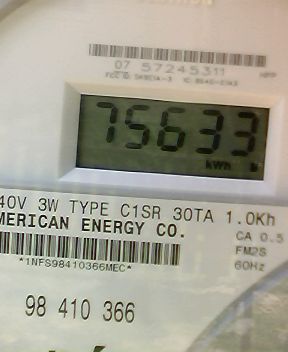 07 57245311
75633
kWh
40V 3W TYPE C1SR 30TA 1.0Kh
MERICAN ENERGY CO.
CA 0.5
FM2S
60Hz
*1NFS98410366MEC*
98 410 366